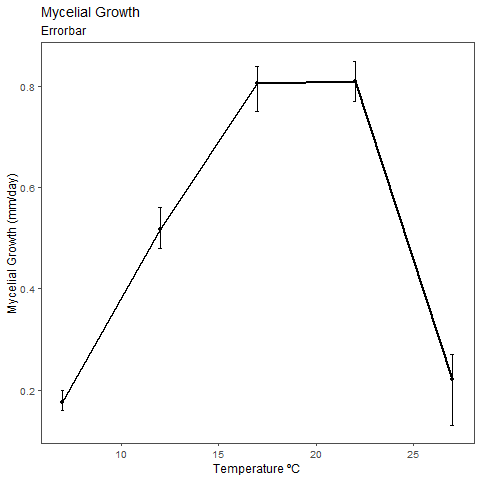 Mycelial Growth
Errorbar
Mycelial Growth (mm/day)
0.8
0.6
0.4
0.2
10 15 20 25
Temperature ºC